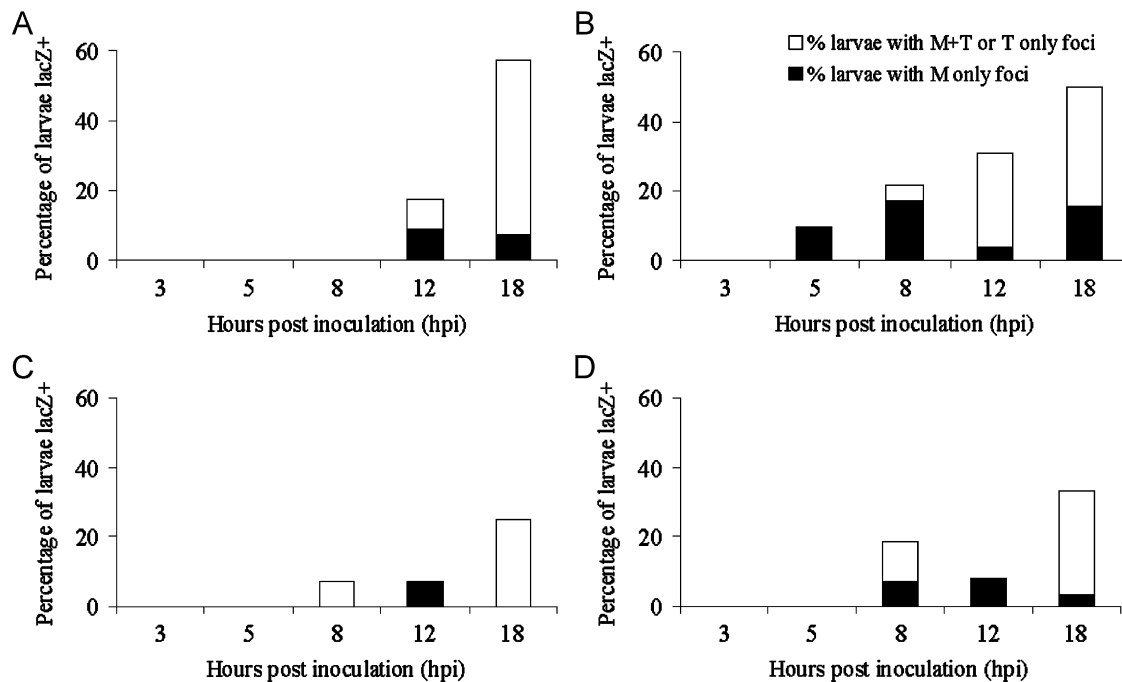 A
Percentage of larvae lacZ+
60
40
20
0
3 5 8 12 18
Hours post inoculation (hpi)
B
% larvae with M+T or T only foci
% larvae with M only foci
Percentage of larvae lacZ+
60
40
20
0
3 5 8 12 18
Hours post inoculation (hpi)
C
Percentage of larvae lacZ+
60
40
20
0
3 5 8 12 18
Hours post inoculation (hpi)
D
Percentage of larvae lacZ+
60
40
20
0
3 5 8 12 18
Hours post inoculation (hpi)